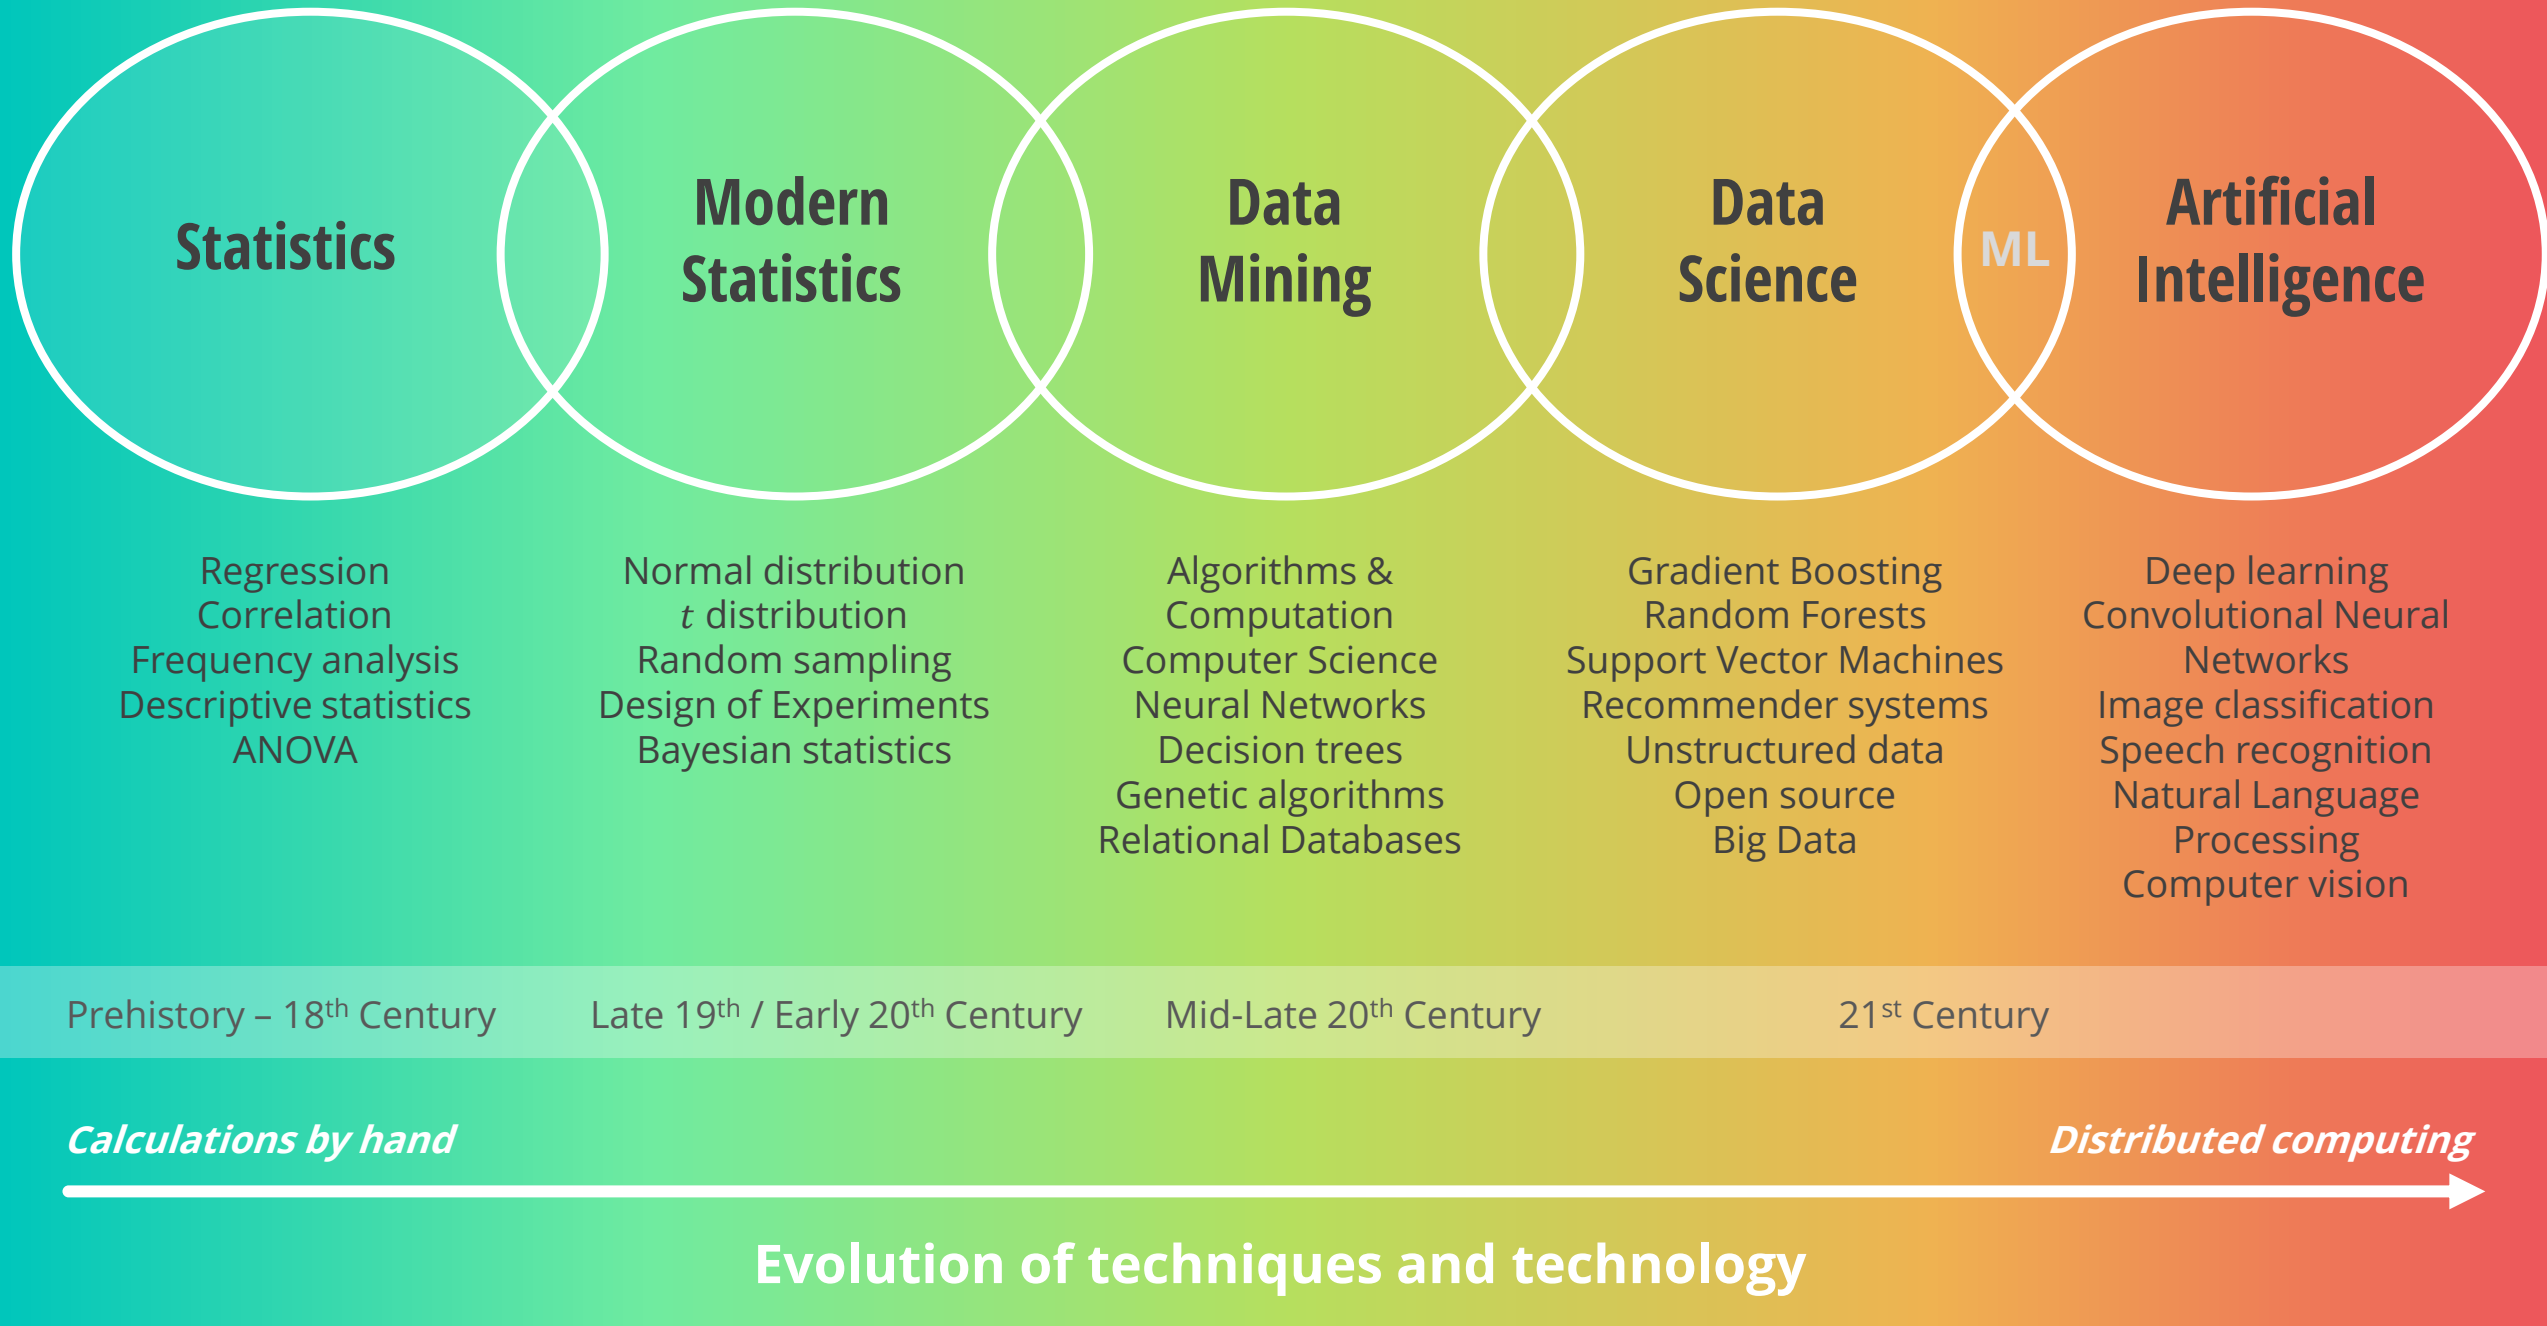 Statistics
Modern
Statistics
Data
Mining
Data
Science
ML
Artificial
Intelligence
Regression
Correlation
Frequency analysis
Descriptive statistics
ANOVA
Normal distribution
t distribution
Random sampling
Design of Experiments
Bayesian statistics
Algorithms &
Computation
Computer Science
Neural Networks
Decision trees
Genetic algorithms
Relational Databases
Gradient Boosting
Random Forests
Support Vector Machines
Recommender systems
Unstructured data
Open source
Big Data
Deep learning
Convolutional Neural
Networks
Image classification
Speech recognition
Natural Language
Processing
Computer vision
Prehistory – 18th Century
Late 19th / Early 20th Century
Mid-Late 20th Century
21st Century
Calculations by hand
Distributed computing
Evolution of techniques and technology